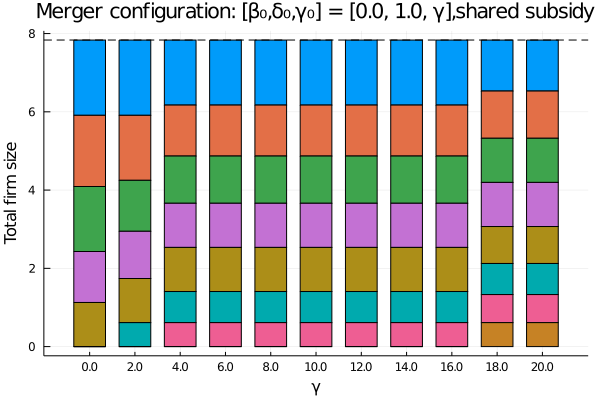 Merger configuration: [β₀,δ₀,γ₀] = [0.0, 1.0, γ],shared subsidy
Total firm size
8
6
4
2
0
0.0 2.0 4.0 6.0 8.0 10.0 12.0 14.0 16.0 18.0 20.0
γ